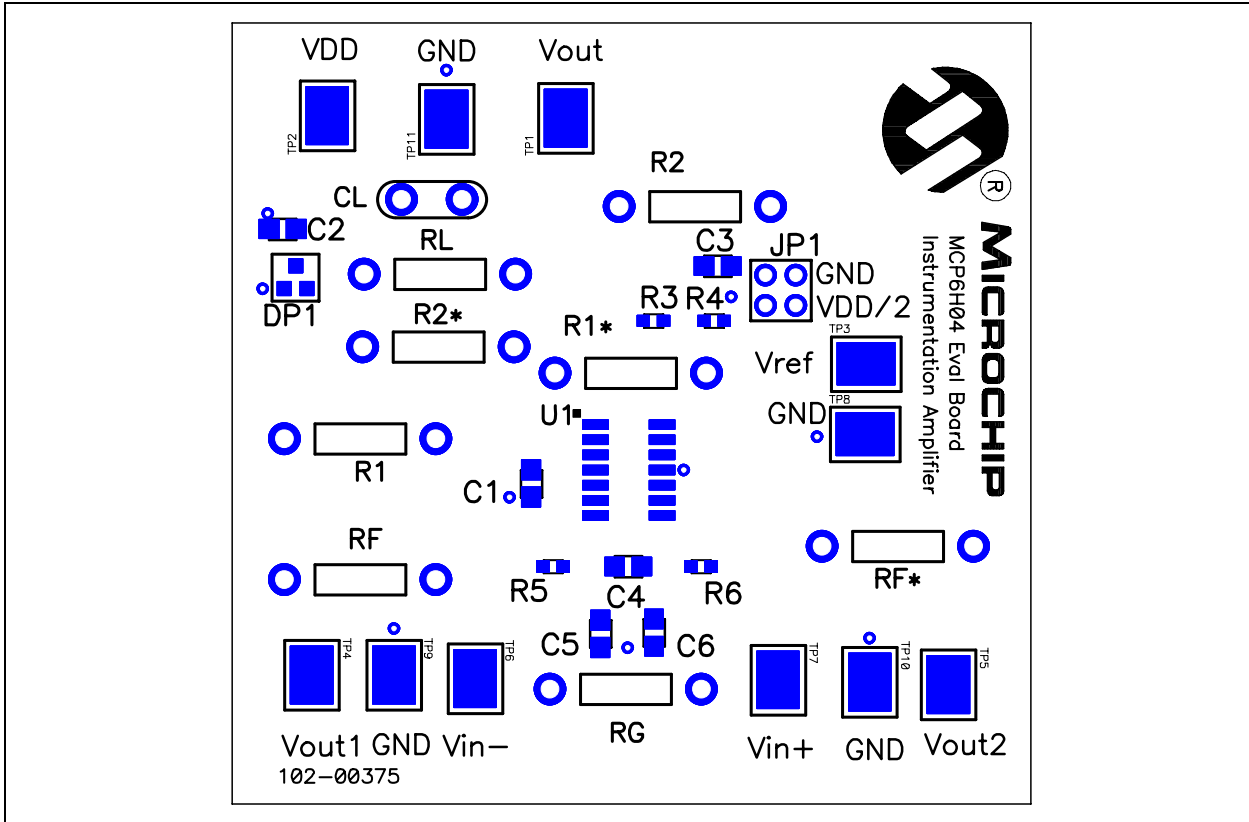 VDD
GND
Vout
TP2
TP11
TP1
R2
CL
C2
RL
C3
JP1
GND
VDD/2
DP1
R2*
R3
R4
R1*
TP3
Vref
TP8
GND
U1
R1
C1
RF
R5
C4
R6
RF*
C5
C6
TP4
TP9
TP6
TP7
TP10
TP5
RG
Vout1
GND
Vin-
Vin+
GND
Vout2
102-00375
®
MICROCHIP
MCP6H04 Eval Board
Instrumentation Amplifier